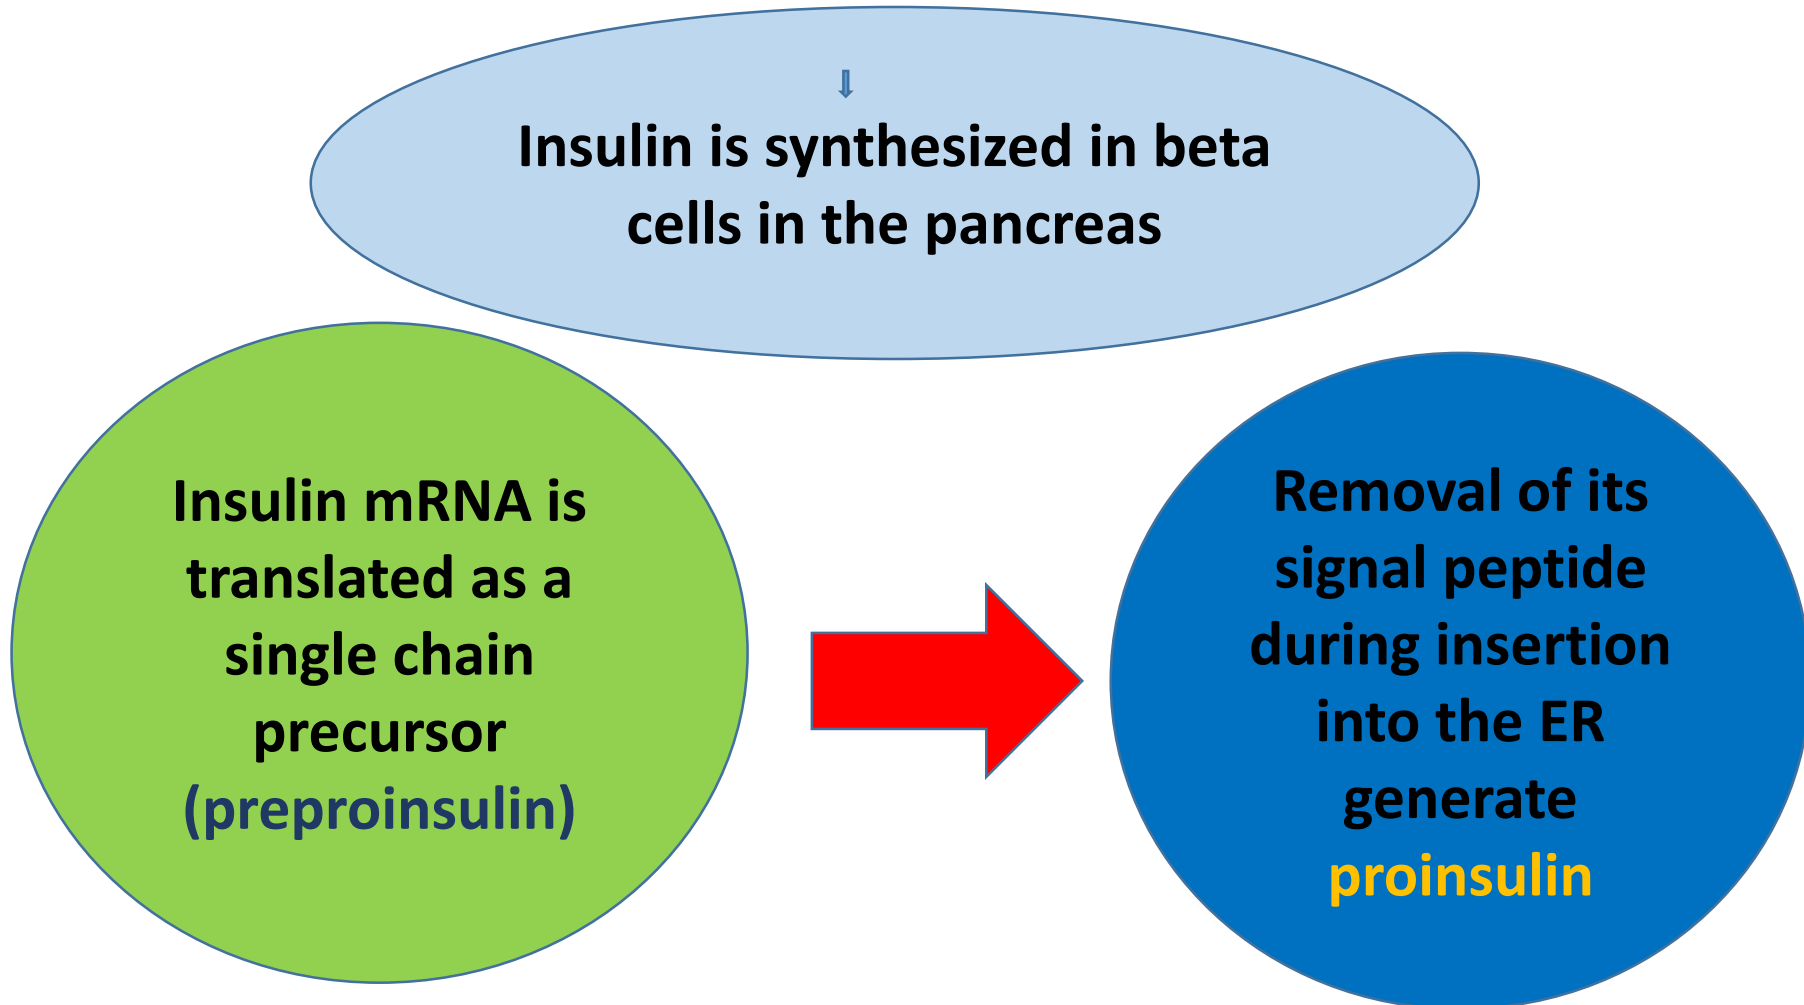 Insulin is synthesized in beta
cells in the pancreas
Insulin mRNA is
translated as a
single chain
precursor
(preproinsulin)
Removal of its
signal peptide
during insertion
into the ER
generate
proinsulin